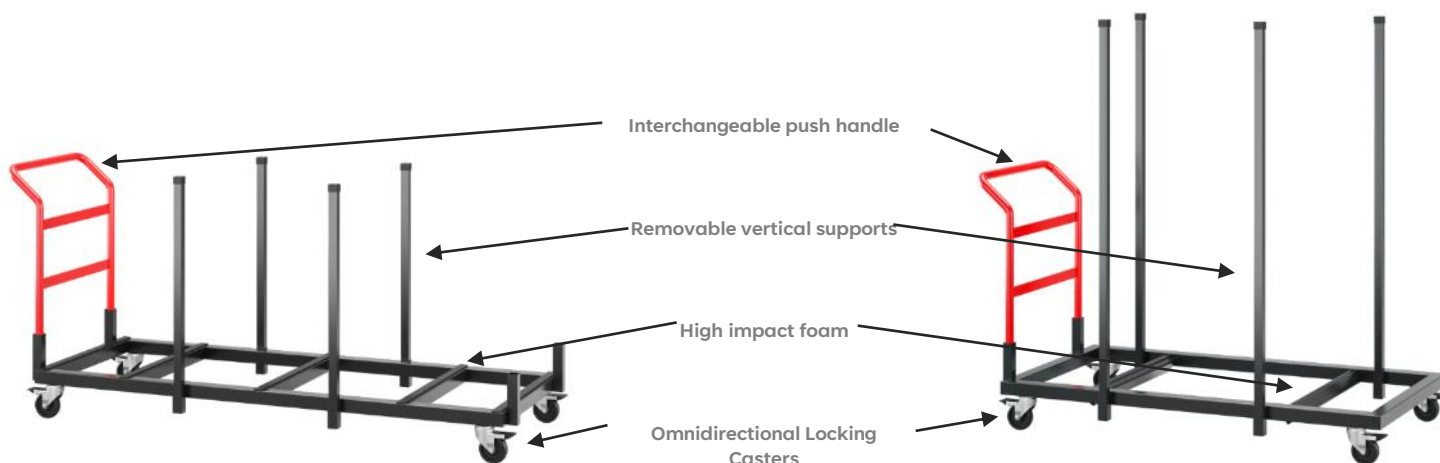 Interchangeable push handle
Removable vertical supports
High impact foam
Omnidirectional Locking
Casters